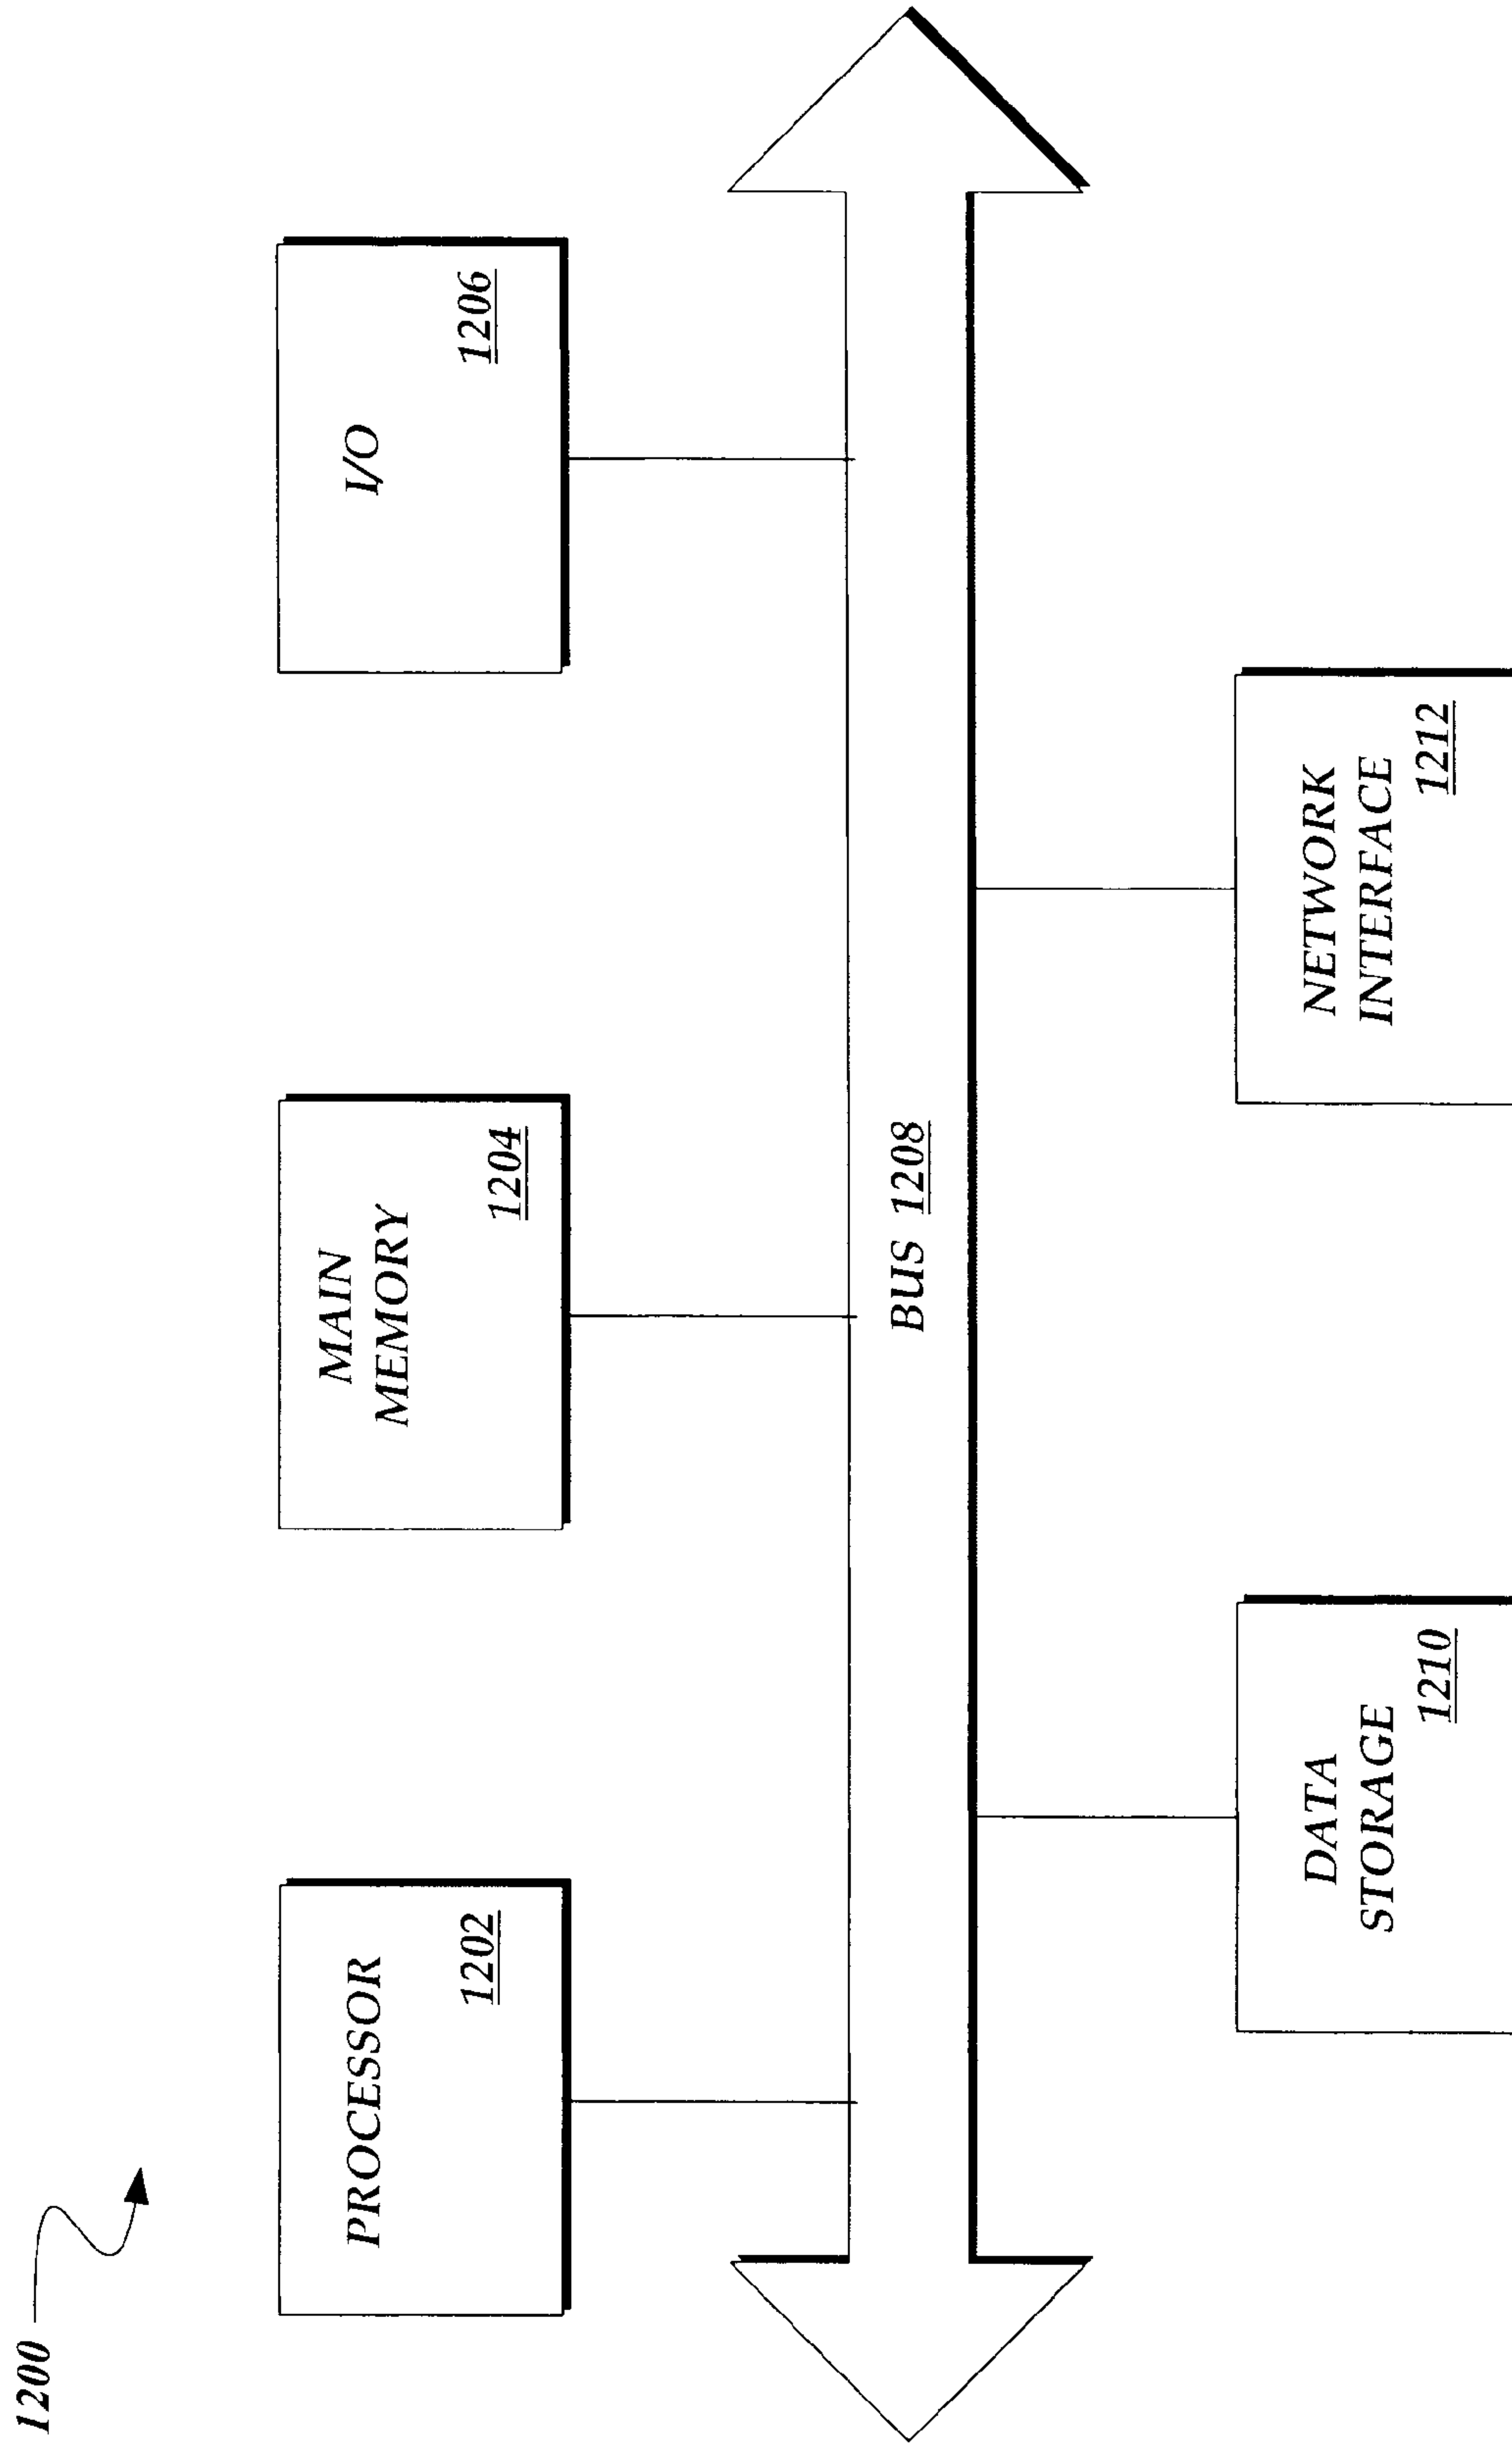 1200
PROCESSOR
1202
MAIN
MEMORY
1204
I/O
1206
BUS 1208
DATA
STORAGE
1210
NETWORK
INTERFACE
1212